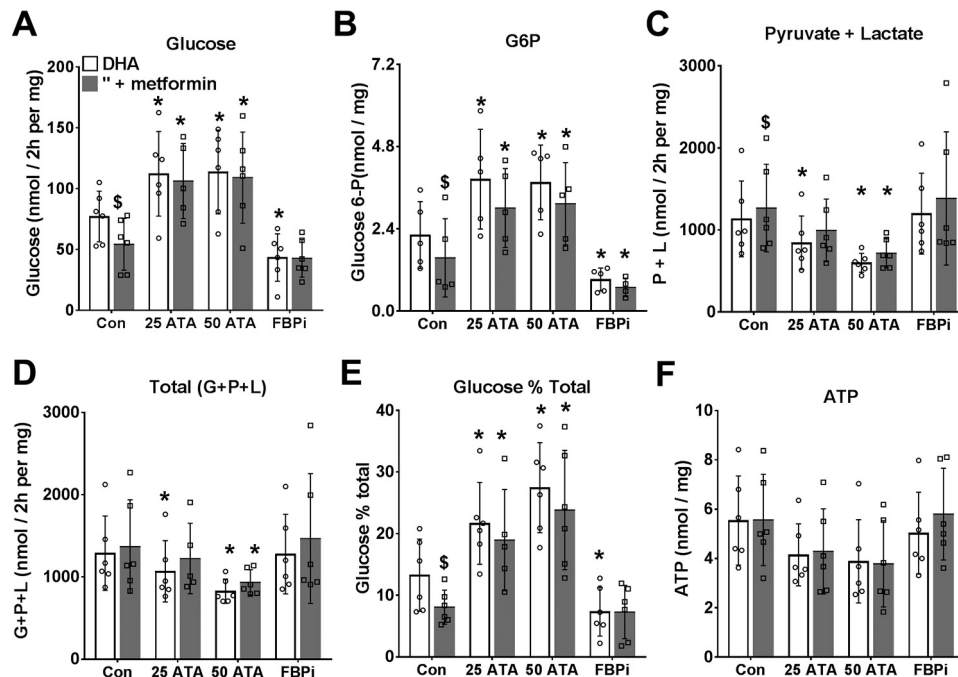 A
Glucose
DHA
" + metformin
Glucose (nmol / 2h per mg)
200
150
100
50
0
$
*
*
*
*
*
Con
25 ATA
50 ATA
FBPi
B
G6P
Glucose 6-P(nmol / mg)
7.2
4.8
2.4
0.0
$
*
*
*
*
*
*
Con
25 ATA
50 ATA
FBPi
C
Pyruvate + Lactate
P + L (nmol / 2h per mg)
3000
2000
1000
0
$
*
*
*
Con
25 ATA
50 ATA
FBPi
D
Total (G+P+L)
G+P+L (nmol / 2h per mg)
3000
2000
1000
0
*
*
*
Con
25 ATA
50 ATA
FBPi
E
Glucose % Total
Glucose % total
40
30
20
10
0
$
*
*
*
*
*
Con
25 ATA
50 ATA
FBPi
F
ATP
ATP (nmol / mg)
10
8
6
4
2
0
Con
25 ATA
50 ATA
FBPi